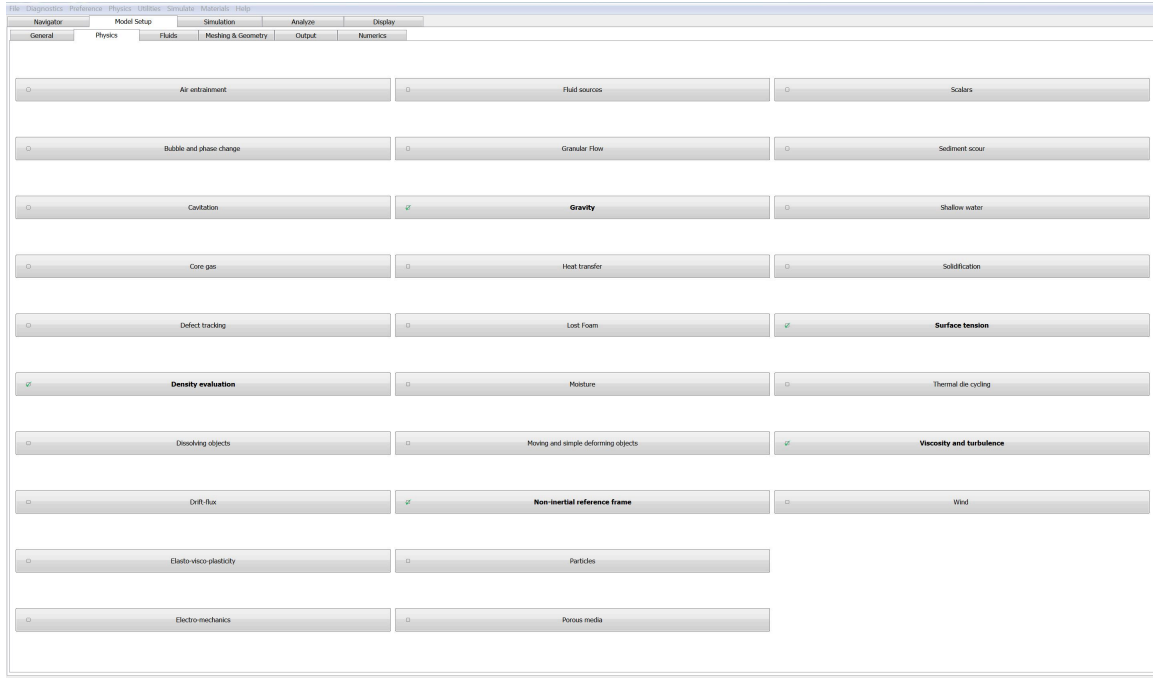 File Diagnostics Preference Physics Utilities Simulate Materials Help
Navigator Model Setup Simulation Analyze Display
General Physics Fluids Meshing & Geometry Output Numerics
Air entrainment Fluid sources Scalars
Bubble and phase change Granular Flow Sediment scour
Cavitation Gravity Shallow water
Core gas Heat transfer Solidification
Defect tracking Lost Foam Surface tension
Density evaluation Moisture Thermal die cycling
Dissolving objects Moving and simple deforming objects Viscosity and turbulence
Drift-flux Non-inertial reference frame Wind
Elasto-visco-plasticity Particles
Electro-mechanics Porous media